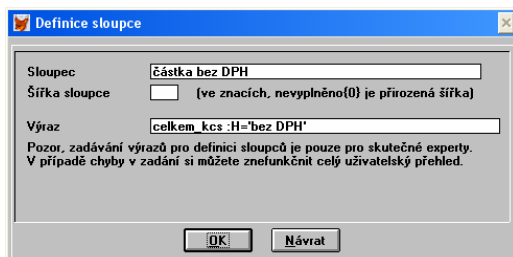 Definice sloupce
Sloupec částka bez DPH
Šířka sloupce (ve znacích, nevyplněno{0} je přirozená šířka)
Výraz celkem_kcs :H='bez DPH'
Pozor, zadávání výrazů pro definici sloupců je pouze pro skutečné experty.
V případě chyby v zadání si můžete znefunkčnit celý uživatelský přehled.
OK Návrat